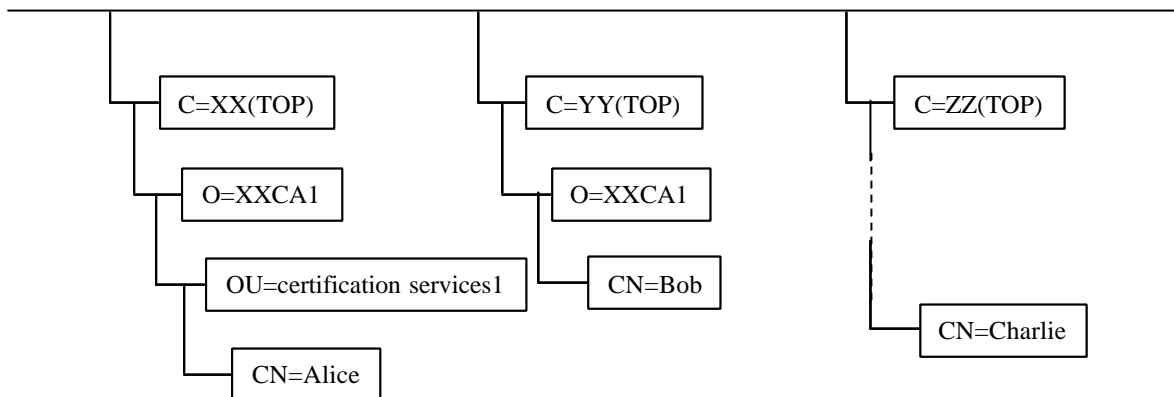 C=XX(TOP)
C=YY(TOP)
C=ZZ(TOP)
O=XXCA1
O=XXCA1
OU=certification services1
CN=Bob
CN=Charlie
CN=Alice